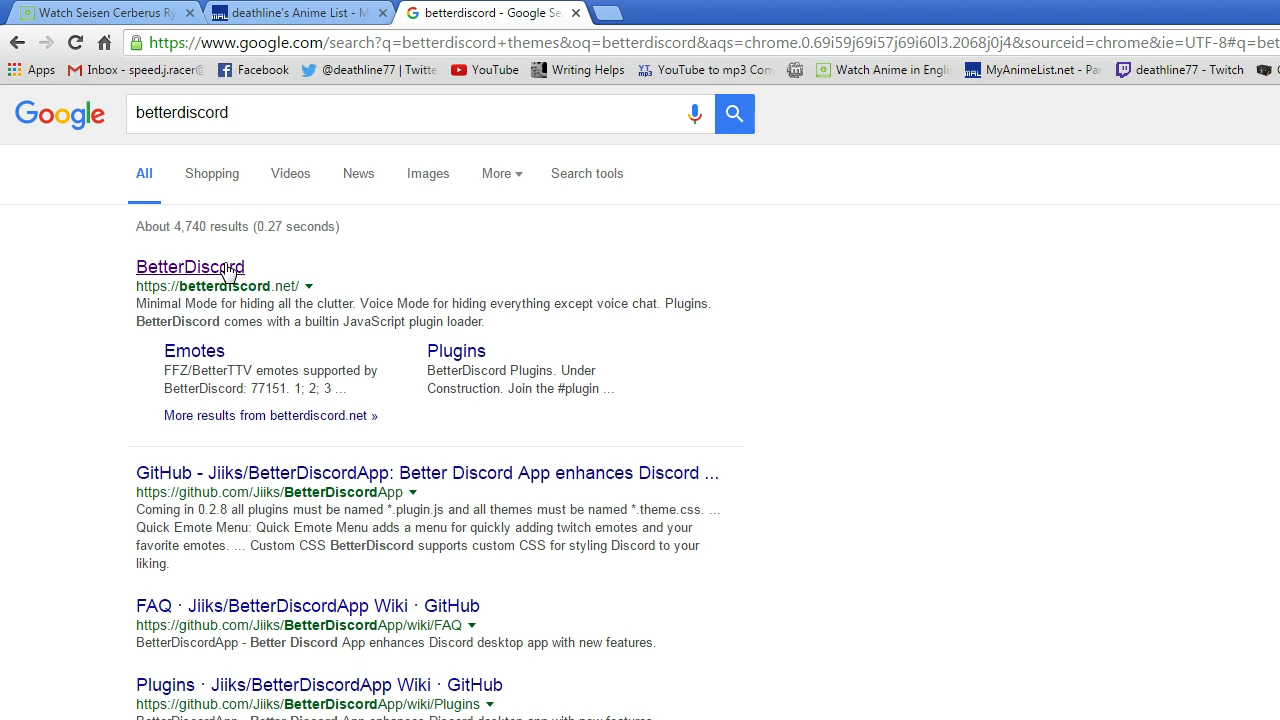 Watch Seisen Cerberus Ry
deathline's Anime List - M
betterdiscord - Google Se
https://www.google.com/search?q=betterdiscord+themes&oq=betterdiscord&aqs=chrome.0.69i59j69i57j69i60l3.2068j0j4&sourceid=chrome&ie=UTF-8#q=bet
Apps Inbox - speed.j.racer@ Facebook @deathline77 | Twitte YouTube Writing Helps YouTube to mp3 Con Watch Anime in Engli MyAnimeList.net - Pa deathline77 - Twitch
Google
betterdiscord
All Shopping Videos News Images More Search tools
About 4,740 results (0.27 seconds)
BetterDiscord
https://betterdiscord.net/
Minimal Mode for hiding all the clutter. Voice Mode for hiding everything except voice chat. Plugins.
BetterDiscord comes with a builtin JavaScript plugin loader.
Emotes
FFZ/BetterTTV emotes supported by
BetterDiscord: 77151. 1; 2; 3 ...
Plugins
BetterDiscord Plugins. Under
Construction. Join the #plugin ...
More results from betterdiscord.net »
GitHub - Jiiks/BetterDiscordApp: Better Discord App enhances Discord ...
https://github.com/Jiiks/BetterDiscordApp
Coming in 0.2.8 all plugins must be named *.plugin.js and all themes must be named *.theme.css. ...
Quick Emote Menu: Quick Emote Menu adds a menu for quickly adding twitch emotes and your
favorite emotes. ... Custom CSS BetterDiscord supports custom CSS for styling Discord to your
liking.
FAQ · Jiiks/BetterDiscordApp Wiki · GitHub
https://github.com/Jiiks/BetterDiscordApp/wiki/FAQ
BetterDiscordApp - Better Discord App enhances Discord desktop app with new features.
Plugins · Jiiks/BetterDiscordApp Wiki · GitHub
https://github.com/Jiiks/BetterDiscordApp/wiki/Plugins
BetterDiscordApp - Better Discord App enhances Discord desktop app with new features.